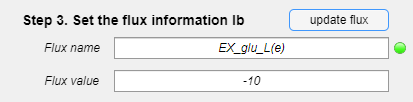 Step 3. Set the flux information lb update flux
Flux name EX_glu_L(e)
Flux value -10